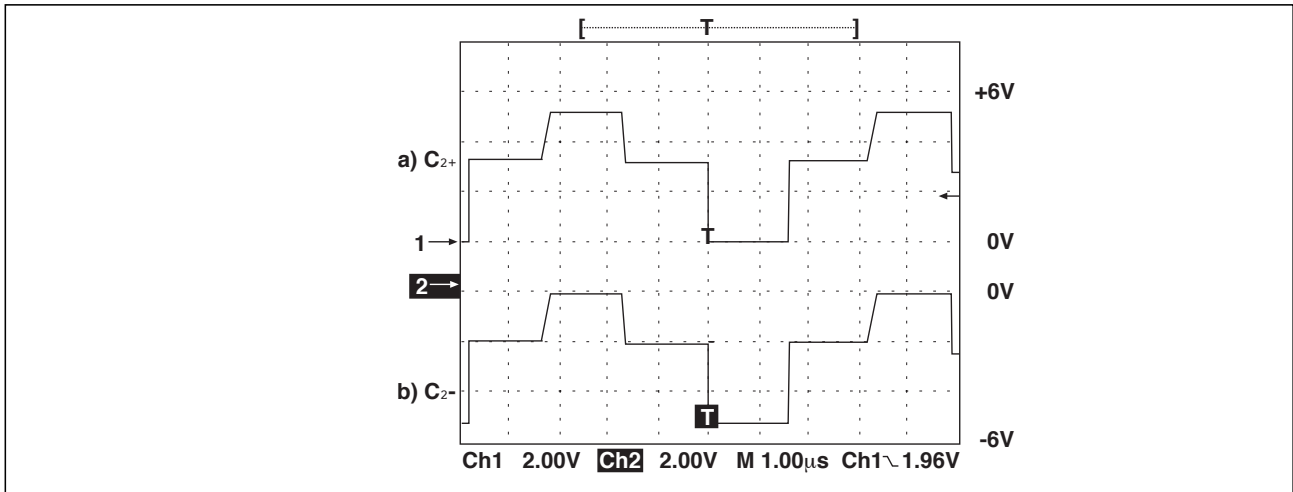 [ T ]
+6V
a) C2+
T
1
0V
2
0V
b) C2-
T
-6V
Ch1 2.00V Ch2 2.00V M 1.00µs Ch1 1.96V